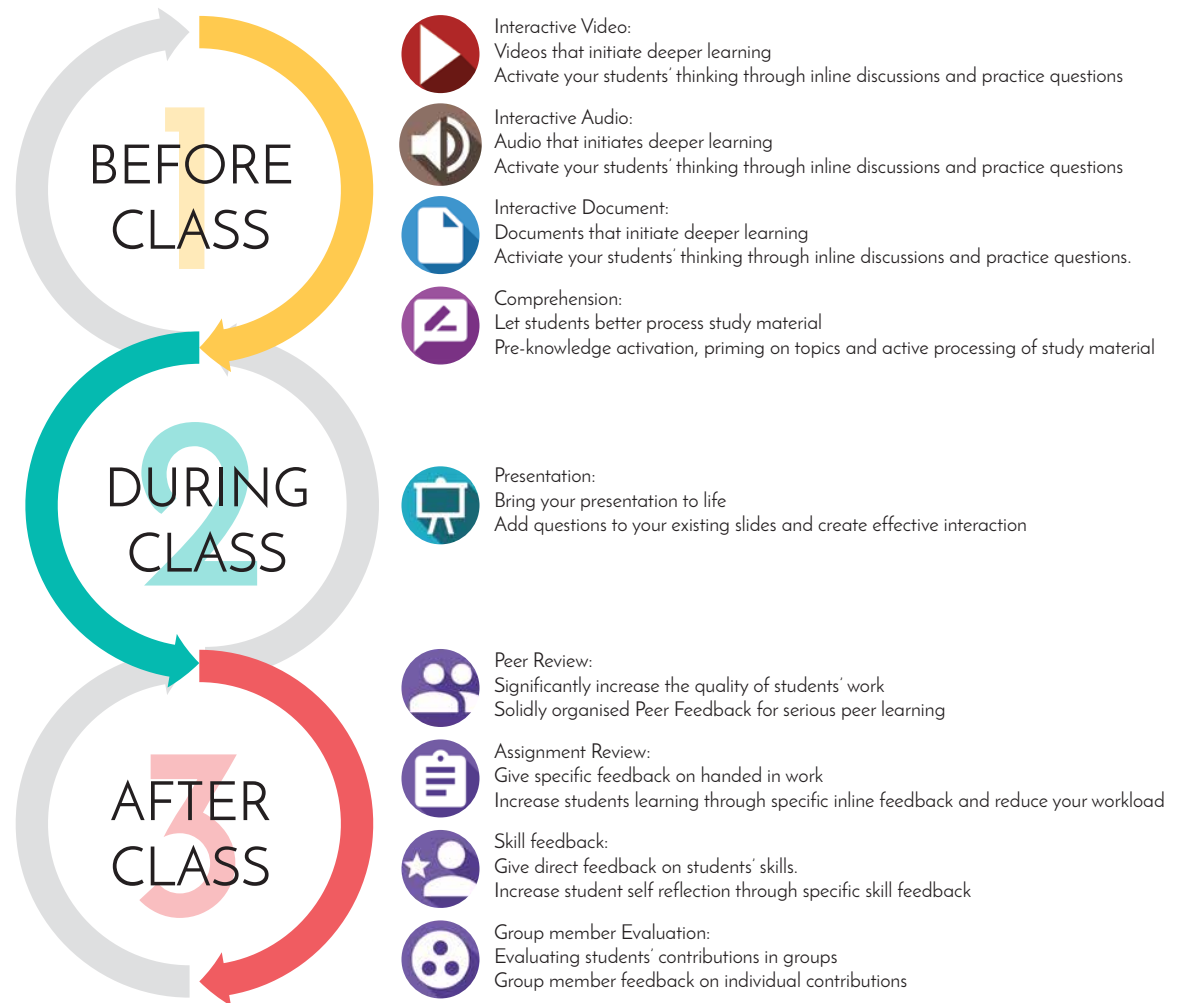 1
BEFORE
CLASS
Interactive Video:
Videos that initiate deeper learning
Activate your students' thinking through inline discussions and practice questions
Interactive Audio:
Audio that initiates deeper learning
Activate your students' thinking through inline discussions and practice questions
Interactive Document:
Documents that initiate deeper learning
Activiate your students' thinking through inline discussions and practice questions.
Comprehension:
Let students better process study material
Pre-knowledge activation, priming on topics and active processing of study material
2
DURING
CLASS
Presentation:
Bring your presentation to life
Add questions to your existing slides and create effective interaction
3
AFTER
CLASS
Peer Review:
Significantly increase the quality of students' work
Solidly organised Peer Feedback for serious peer learning
Assignment Review:
Give specific feedback on handed in work
Increase students learning through specific inline feedback and reduce your workload
Skill feedback:
Give direct feedback on students' skills.
Increase student self reflection through specific skill feedback
Group member Evaluation:
Evaluating students' contributions in groups
Group member feedback on individual contributions